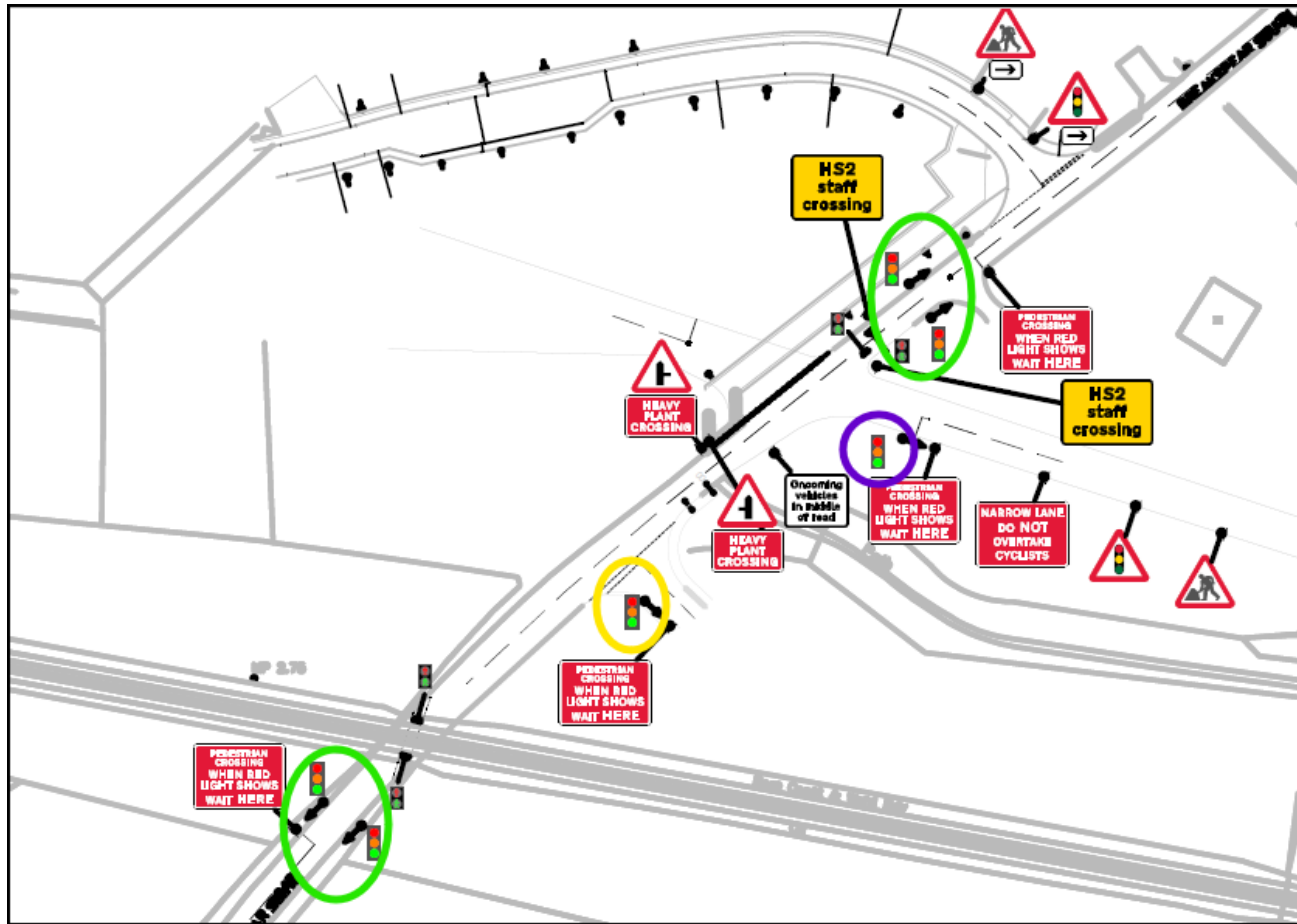 HS2
staff
crossing
PEDESTRIAN
CROSSING
WHEN RED
LIGHT SHOWS
WAIT HERE
HEAVY
PLANT
CROSSING
HS2
staff
crossing
Oncoming
vehicles
in middle
of road
PEDESTRIAN
CROSSING
WHEN RED
LIGHT SHOWS
WAIT HERE
NARROW LANE
DO NOT
OVERTAKE
CYCLISTS
HEAVY
PLANT
CROSSING
PEDESTRIAN
CROSSING
WHEN RED
LIGHT SHOWS
WAIT HERE
PEDESTRIAN
CROSSING
WHEN RED
LIGHT SHOWS
WAIT HERE